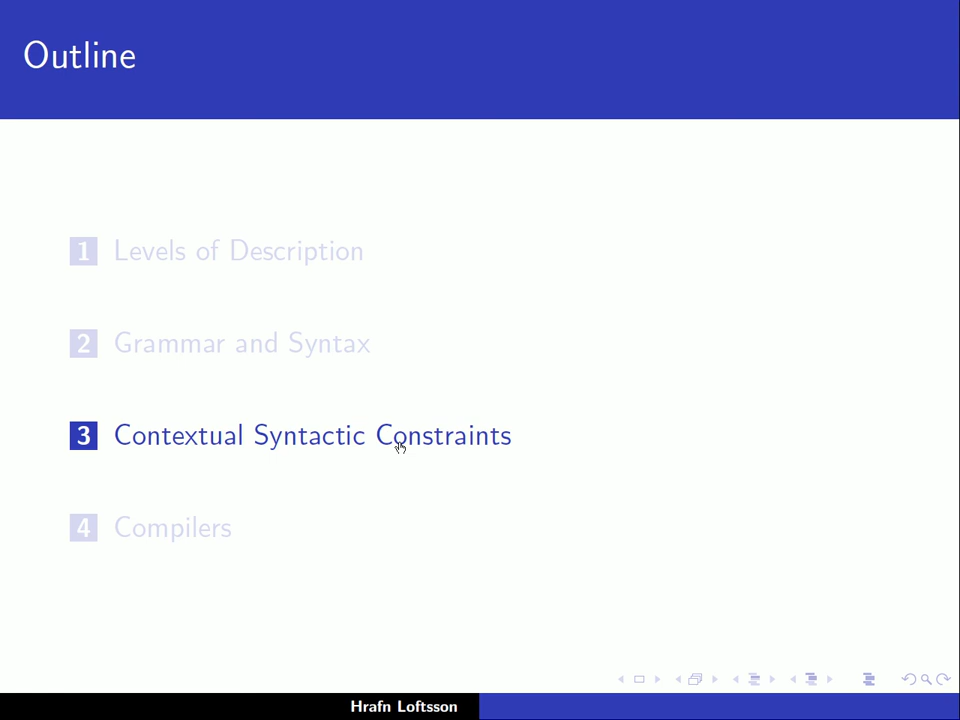 Outline
1 Levels of Description
2 Grammar and Syntax
3 Contextual Syntactic Constraints
4 Compilers
Hrafn Loftsson